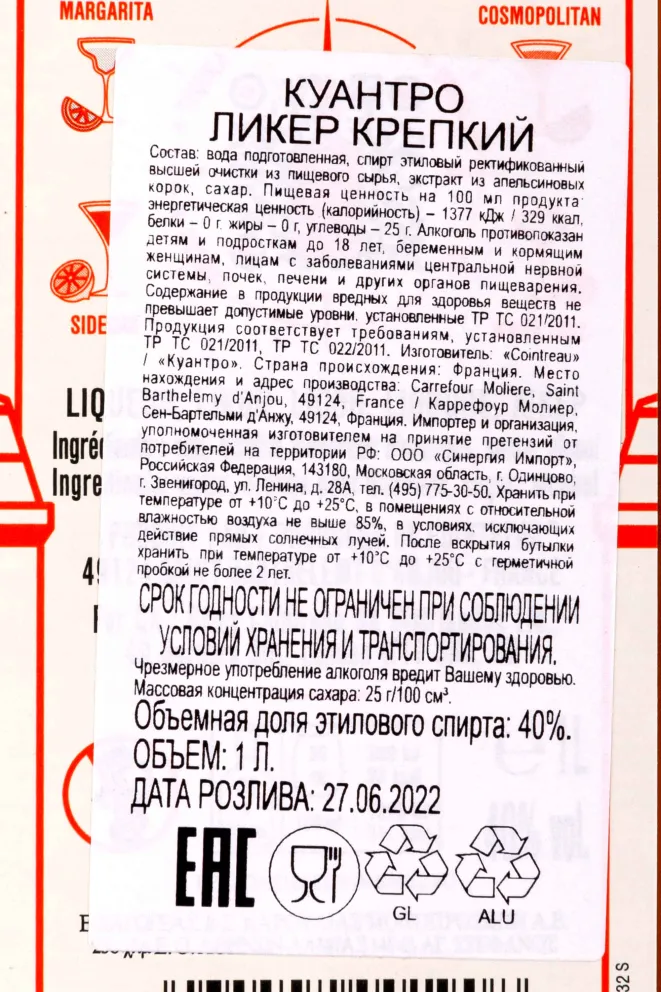 MARGARITA
COSMOPOLITAN
КУАНТРО
ЛИКЕР КРЕПКИЙ
Состав: вода подготовленная, спирт этиловый ректификованный
высшей очистки из пищевого сырья, экстракт из апельсиновых
корок, сахар. Пищевая ценность на 100 мл продукта
энергетическая ценность (калорийность) – 1377 кДж / 329 ккал,
белки – 0 г. жиры – 0 г, углеводы – 25 г. Алкоголь противопоказан
детям и подросткам до 18 лет, беременным и кормящим
женщинам, лицам с заболеваниями центральной нервной
системы, почек, печени и других органов пищеварения.
Содержание в продукции вредных для здоровья веществ не
превышает допустимые уровни, установленные ТР ТС 021/2011.
Продукция соответствует требованиям, установленным
ТР ТС 021/2011, ТР ТС 022/2011. Изготовитель: «Cointreau»
/ «Куантро». Страна происхождения: Франция. Место
нахождения и адрес производства: Carrefour Moliere, Saint
Barthelemy d'Anjou, 49124, France / Каррефоур Молиер,
Сен-Бартельми д'Анжу, 49124, Франция. Импортер и организация,
уполномоченная изготовителем на принятие претензий от
потребителей на территории РФ: ООО «Синергия Импорт»,
Российская Федерация, 143180, Московская область, г. Одинцово,
г. Звенигород, ул. Ленина, д. 28А, тел. (495) 775-30-50. Хранить при
температуре от +10°С до +25°С, в помещениях с относительной
влажностью воздуха не выше 85%, в условиях, исключающих
действие прямых солнечных лучей. После вскрытия бутылки
хранить при температуре от +10°С до +25°С с герметичной
пробкой не более 2 лет.
СРОК ГОДНОСТИ НЕ ОГРАНИЧЕН ПРИ СОБЛЮДЕНИИ
УСЛОВИЙ ХРАНЕНИЯ И ТРАНСПОРТИРОВАНИЯ.
Чрезмерное употребление алкоголя вредит Вашему здоровью.
Массовая концентрация сахара: 25 г/100 см³.
Объемная доля этилового спирта: 40%.
ОБЪЕМ: 1 Л.
ДАТА РОЗЛИВА: 27.06.2022
EAC
GL
ALU
SIDE
LIQ
Ingré
Ingre
32 S